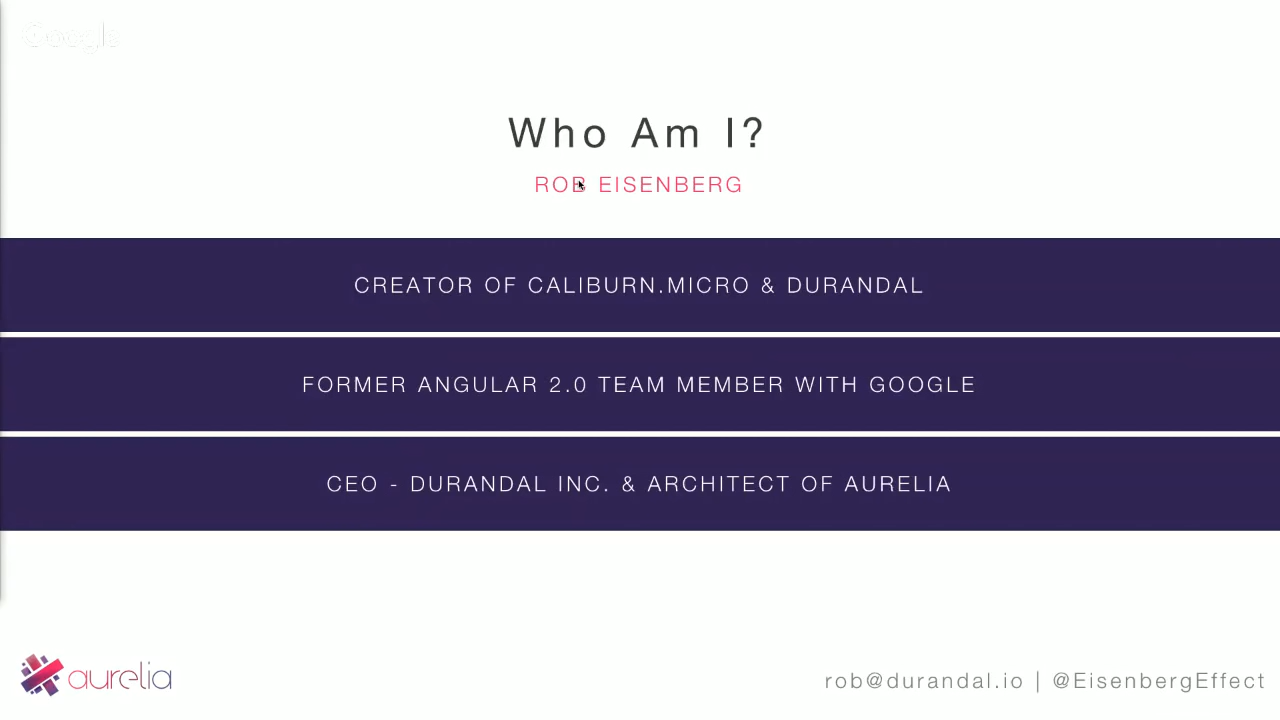 Google
Who Am I?
ROB EISENBERG
CREATOR OF CALIBURN.MICRO & DURANDAL
FORMER ANGULAR 2.0 TEAM MEMBER WITH GOOGLE
CEO - DURANDAL INC. & ARCHITECT OF AURELIA
aurelia
rob@durandal.io | @EisenbergEffect